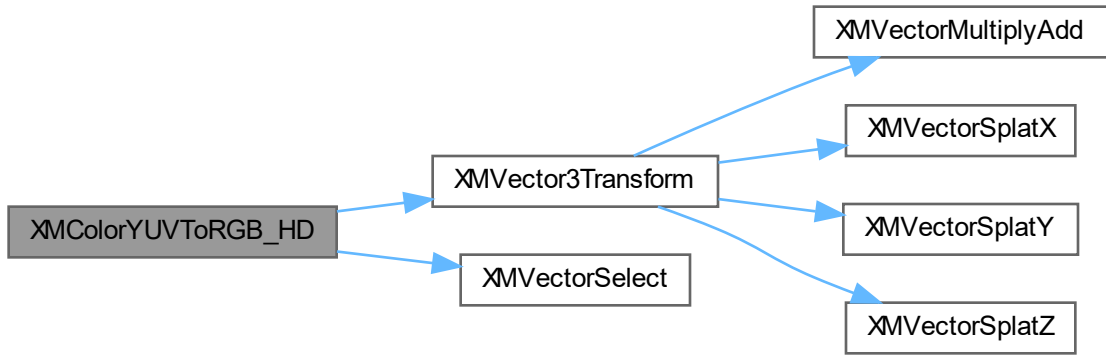 XMColorYUVToRGB_HD
XMVector3Transform
XMVectorSelect
XMVectorMultiplyAdd
XMVectorSplatX
XMVectorSplatY
XMVectorSplatZ